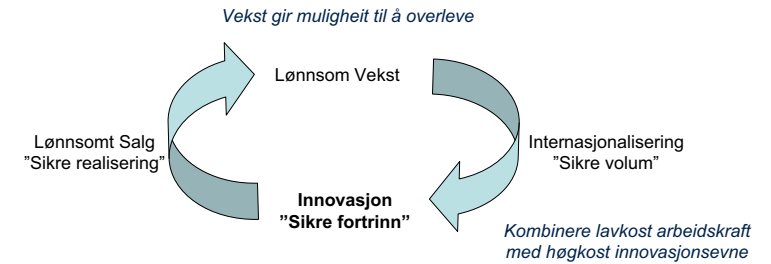 Vekst gir muligheit til å overleve
Lønnsom Vekst
Lønnsomt Salg
”Sikre realisering”
Internasjonalisering
”Sikre volum”
Innovasjon
”Sikre fortrinn”
Kombinere lavkost arbeidskraft
med høgkost innovasjonsevne